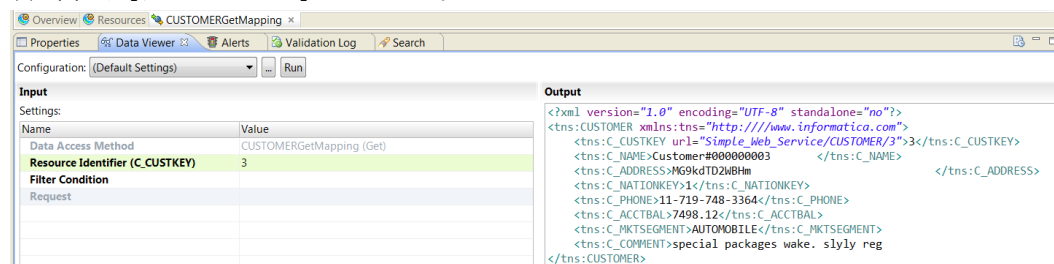 Overview Resources CUSTOMERGetMapping
Properties Data Viewer Alerts Validation Log Search
Configuration: (Default Settings) ... Run
Input
Settings:
Name Value
Data Access Method CUSTOMERGetMapping (Get)
Resource Identifier (C_CUSTKEY) 3
Filter Condition
Request
Output
<?xml version="1.0" encoding="UTF-8" standalone="no"?>
<tns:CUSTOMER xmlns:tns="http:////www.informatica.com">
<tns:C_CUSTKEY url="Simple_Web_Service/CUSTOMER/3">3</tns:C_CUSTKEY>
<tns:C_NAME>Customer#000000003 </tns:C_NAME>
<tns:C_ADDRESS>MG9kdTD2WBHm </tns:C_ADDRESS>
<tns:C_NATIONKEY>1</tns:C_NATIONKEY>
<tns:C_PHONE>11-719-748-3364</tns:C_PHONE>
<tns:C_ACCTBAL>7498.12</tns:C_ACCTBAL>
<tns:C_MKTSEGMENT>AUTOMOBILE</tns:C_MKTSEGMENT>
<tns:C_COMMENT>special packages wake. slyly reg
</tns:CUSTOMER>